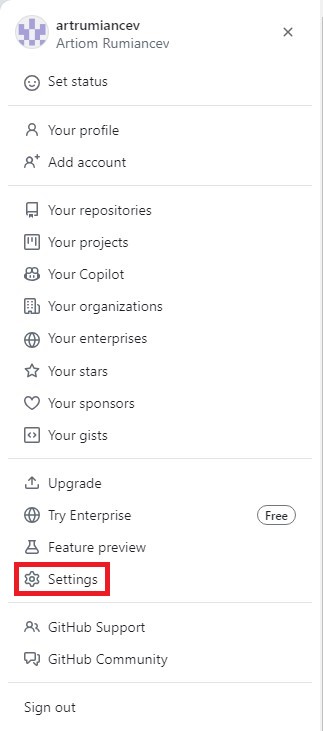 artrumiancev
Artiom Rumiancev
Set status
Your profile
Add account
Your repositories
Your projects
Your Copilot
Your organizations
Your enterprises
Your stars
Your sponsors
Your gists
Upgrade
Try Enterprise Free
Feature preview
Settings
GitHub Support
GitHub Community
Sign out